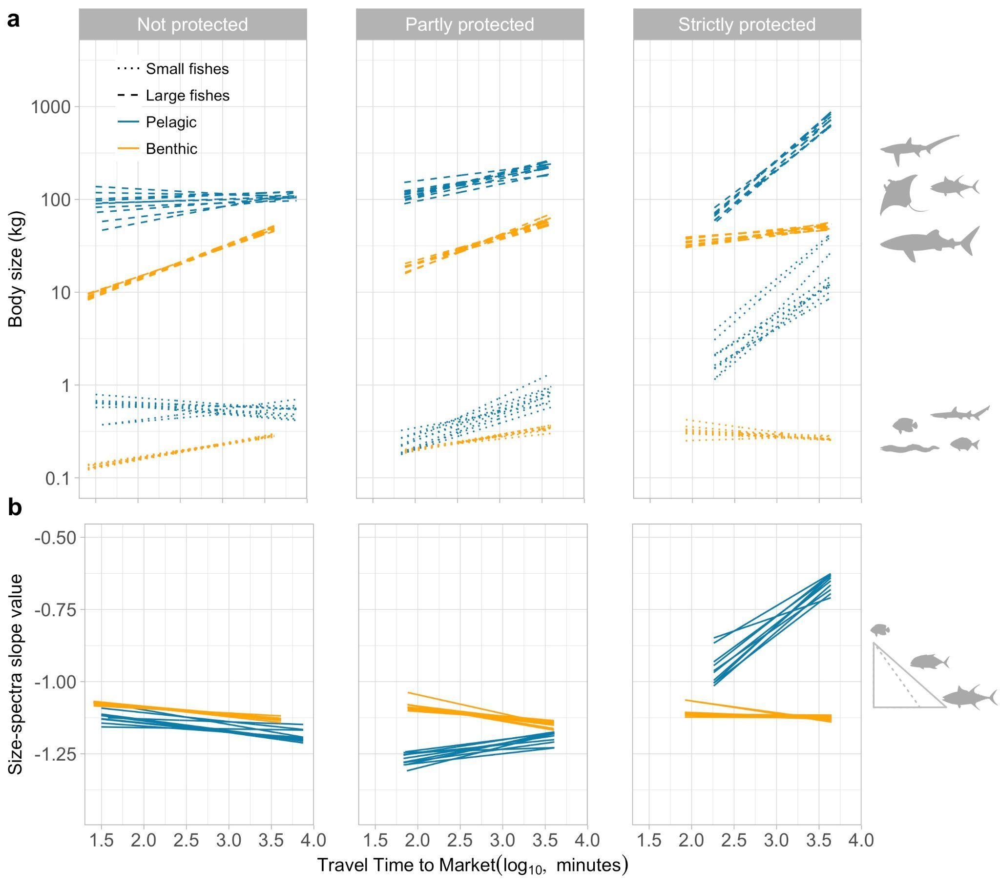 a
Not protected
Partly protected
Strictly protected
Small fishes
Large fishes
Pelagic
Benthic
1000
100
10
1
0.1
Body size (kg)
b
-0.50
-0.75
-1.00
-1.25
Size-spectra slope value
1.5 2.0 2.5 3.0 3.5 4.0
1.5 2.0 2.5 3.0 3.5 4.0
1.5 2.0 2.5 3.0 3.5 4.0
Travel Time to Market(log₁₀, minutes)